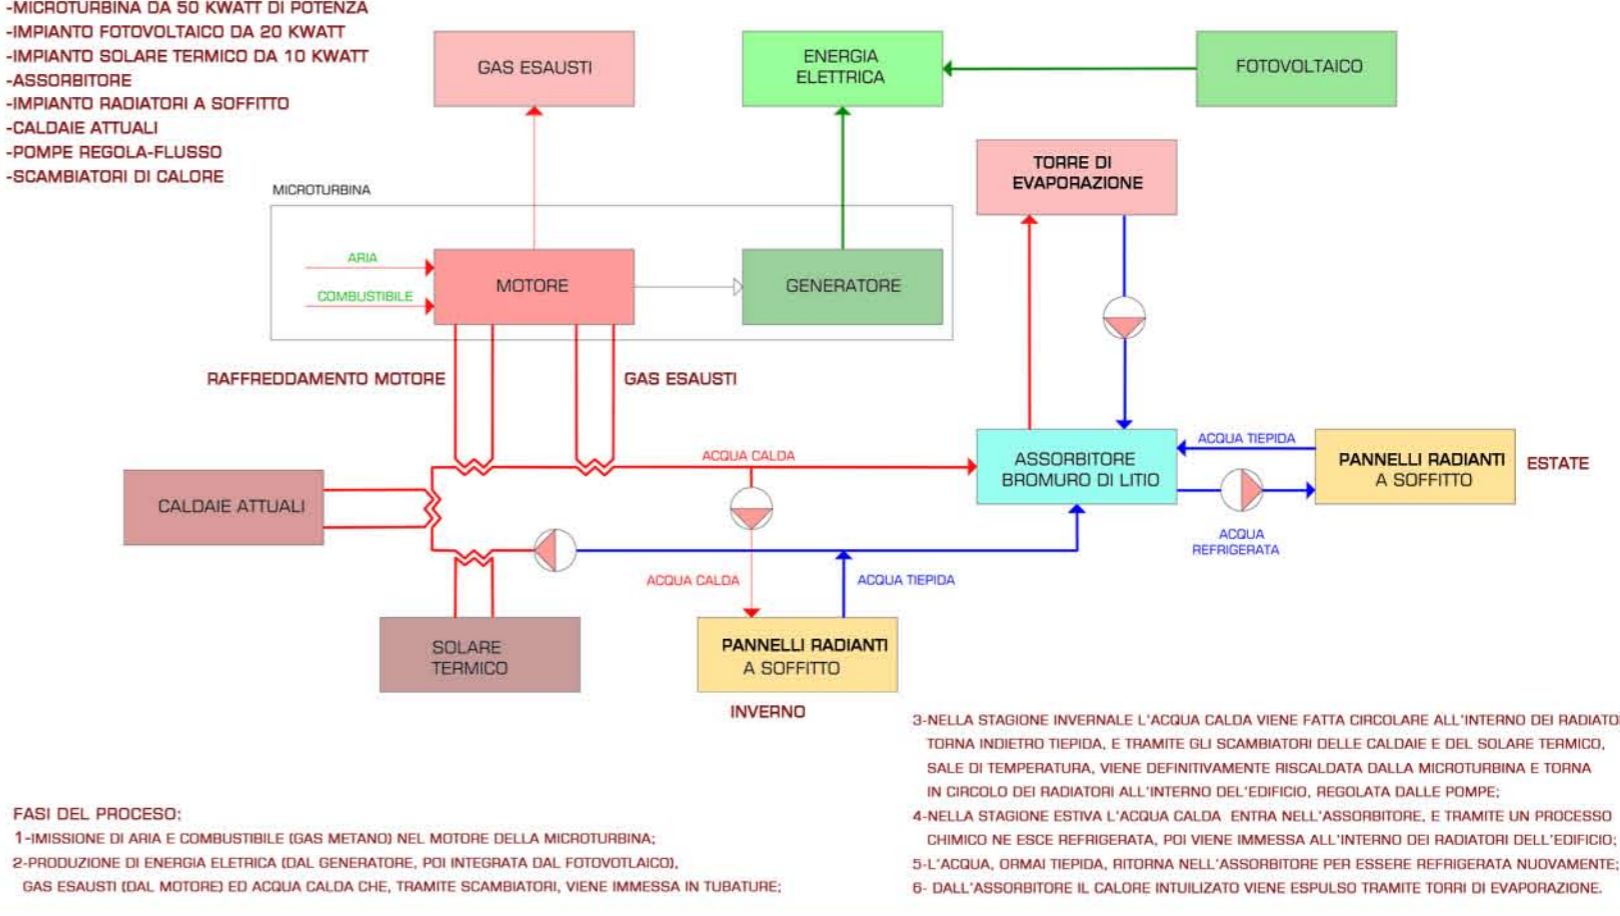 -MICROTURBINA DA 50 KWATT DI POTENZA
-IMPIANTO FOTOVOLTAICO DA 20 KWATT
-IMPIANTO SOLARE TERMICO DA 10 KWATT
-ASSORBITORE
-IMPIANTO RADIATORI A SOFFITTO
-CALDAIE ATTUALI
-POMPE REGOLA-FLUSSO
-SCAMBIATORI DI CALORE
GAS ESAUSTI
ENERGIA
ELETTRICA
FOTOVOLTAICO
TORRE DI
EVAPORAZIONE
MICROTURBINA
ARIA
COMBUSTIBILE
MOTORE
GENERATORE
RAFFREDDAMENTO MOTORE
GAS ESAUSTI
ACQUA CALDA
ASSORBITORE
BROMURO DI LITIO
ACQUA TIEPIDA
PANNELLI RADIANTI
A SOFFITTO
ESTATE
ACQUA
REFRIGERATA
CALDAIE ATTUALI
ACQUA CALDA
ACQUA TIEPIDA
SOLARE
TERMICO
PANNELLI RADIANTI
A SOFFITTO
INVERNO
FASI DEL PROCESO:
1-IMISSIONE DI ARIA E COMBUSTIBILE (GAS METANO) NEL MOTORE DELLA MICROTURBINA;
2-PRODUZIONE DI ENERGIA ELETRICA (DAL GENERATORE, POI INTEGRATA DAL FOTOVOTLAICO),
GAS ESAUSTI (DAL MOTORE) ED ACQUA CALDA CHE, TRAMITE SCAMBIATORI, VIENE IMMESSA IN TUBATURE;
3-NELLA STAGIONE INVERNALE L'ACQUA CALDA VIENE FATTA CIRCOLARE ALL'INTERNO DEI RADIATO
TORNA INDIETRO TIEPIDA, E TRAMITE GLI SCAMBIATORI DELLE CALDAIE E DEL SOLARE TERMICO,
SALE DI TEMPERATURA, VIENE DEFINITIVAMENTE RISCALDATA DALLA MICROTURBINA E TORNA
IN CIRCOLO DEI RADIATORI ALL'INTERNO DEL'EDIFICIO, REGOLATA DALLE POMPE;
4-NELLA STAGIONE ESTIVA L'ACQUA CALDA ENTRA NELL'ASSORBITORE, E TRAMITE UN PROCESSO
CHIMICO NE ESCE REFRIGERATA, POI VIENE IMMESSA ALL'INTERNO DEI RADIATORI DELL'EDIFICIO;
5-L'ACQUA, ORMAI TIEPIDA, RITORNA NELL'ASSORBITORE PER ESSERE REFRIGERATA NUOVAMENTE;
6- DALL'ASSORBITORE IL CALORE INTUILIZATO VIENE ESPULSO TRAMITE TORRI DI EVAPORAZIONE.